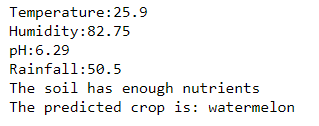 Temperature:25.9
Humidity:82.75
pH:6.29
Rainfall:50.5
The soil has enough nutrients
The predicted crop is: watermelon